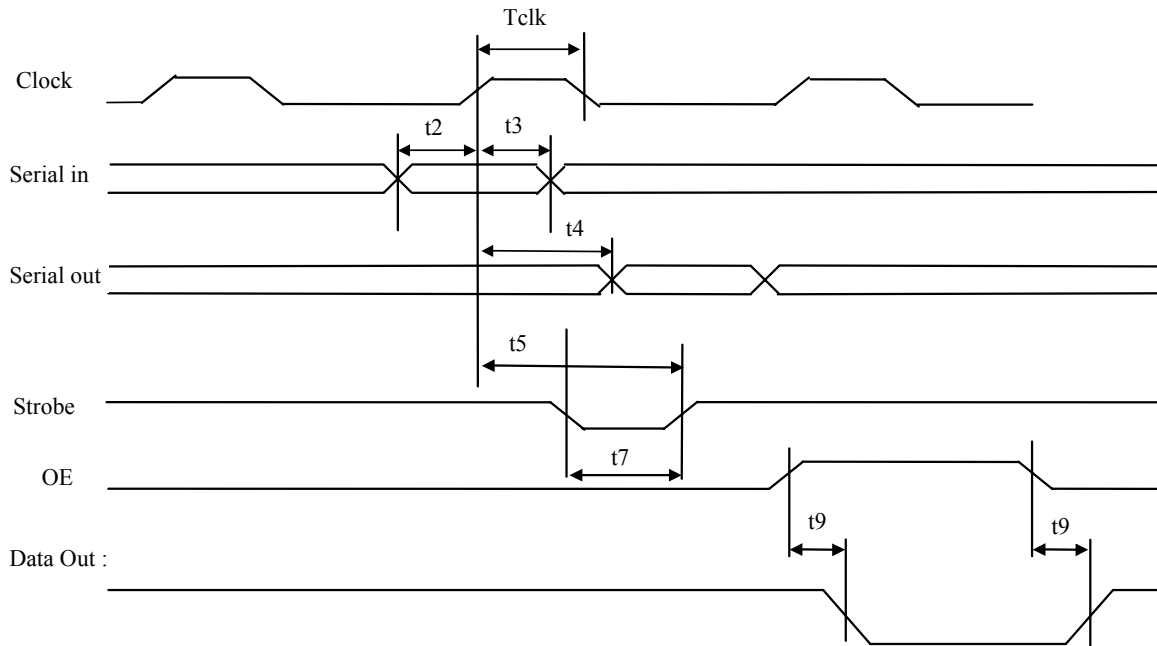 Tclk
Clock
t2
t3
Serial in
t4
Serial out
t5
Strobe
t7
OE
t9
t9
Data Out :